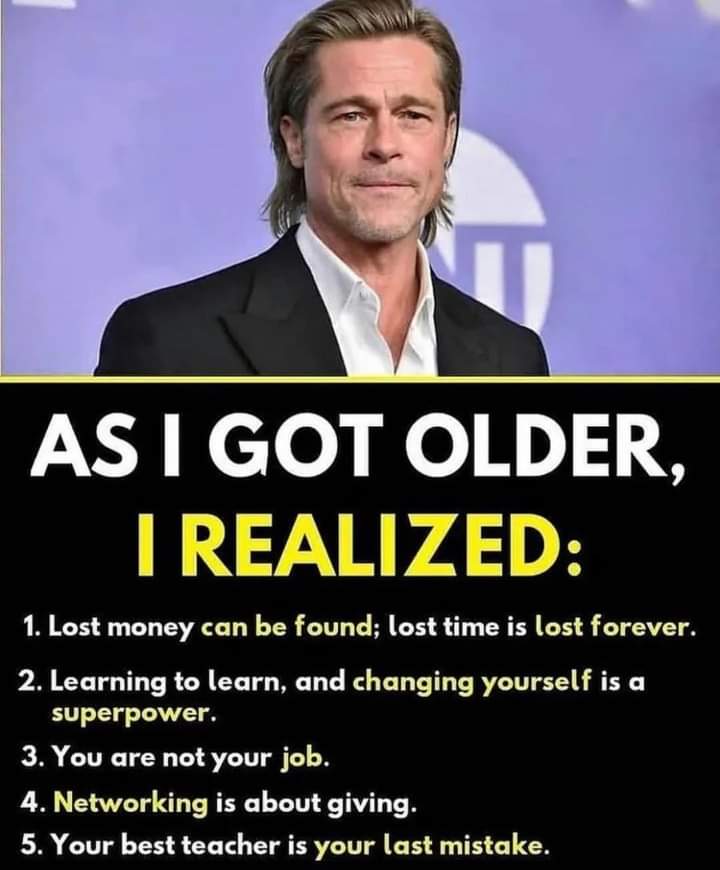 AS I GOT OLDER,
I REALIZED:
1. Lost money can be found; lost time is lost forever.
2. Learning to learn, and changing yourself is a
superpower.
3. You are not your job.
4. Networking is about giving.
5. Your best teacher is your last mistake.